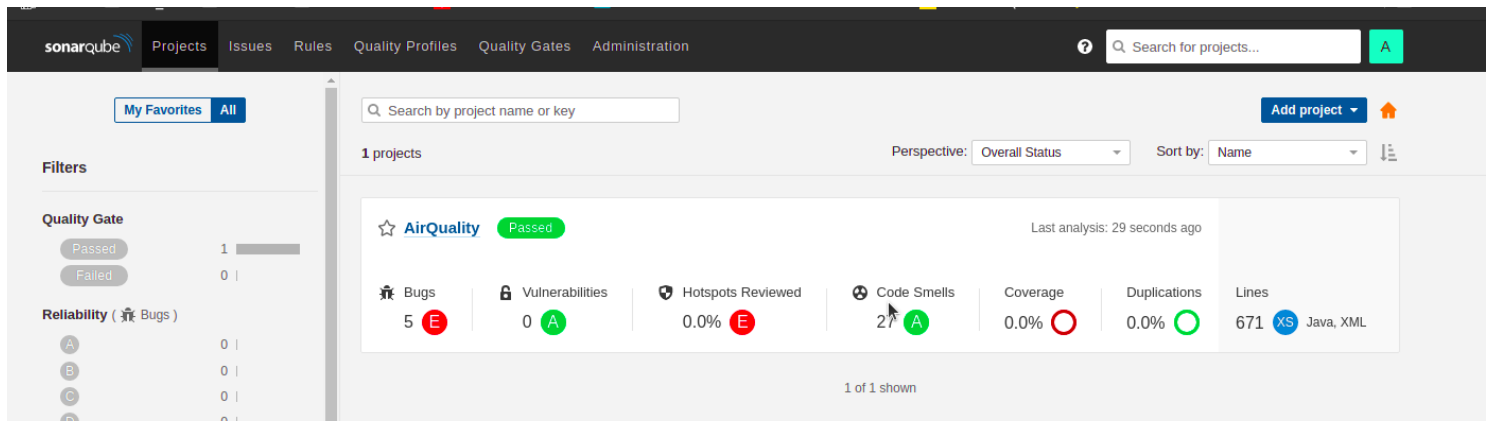 sonarqube Projects Issues Rules Quality Profiles Quality Gates Administration ? Search for projects... A
My Favorites All
Search by project name or key
Add project
1 projects
Perspective: Overall Status
Sort by: Name
Filters
Quality Gate
Passed 1
Failed 0
Reliability ( Bugs )
A 0
B 0
C 0
D 0
AirQuality Passed
Last analysis: 29 seconds ago
Bugs Vulnerabilities Hotspots Reviewed Code Smells Coverage Duplications Lines
5 E 0 A 0.0% E 27 A 0.0% 0.0% 671 XS Java, XML
1 of 1 shown